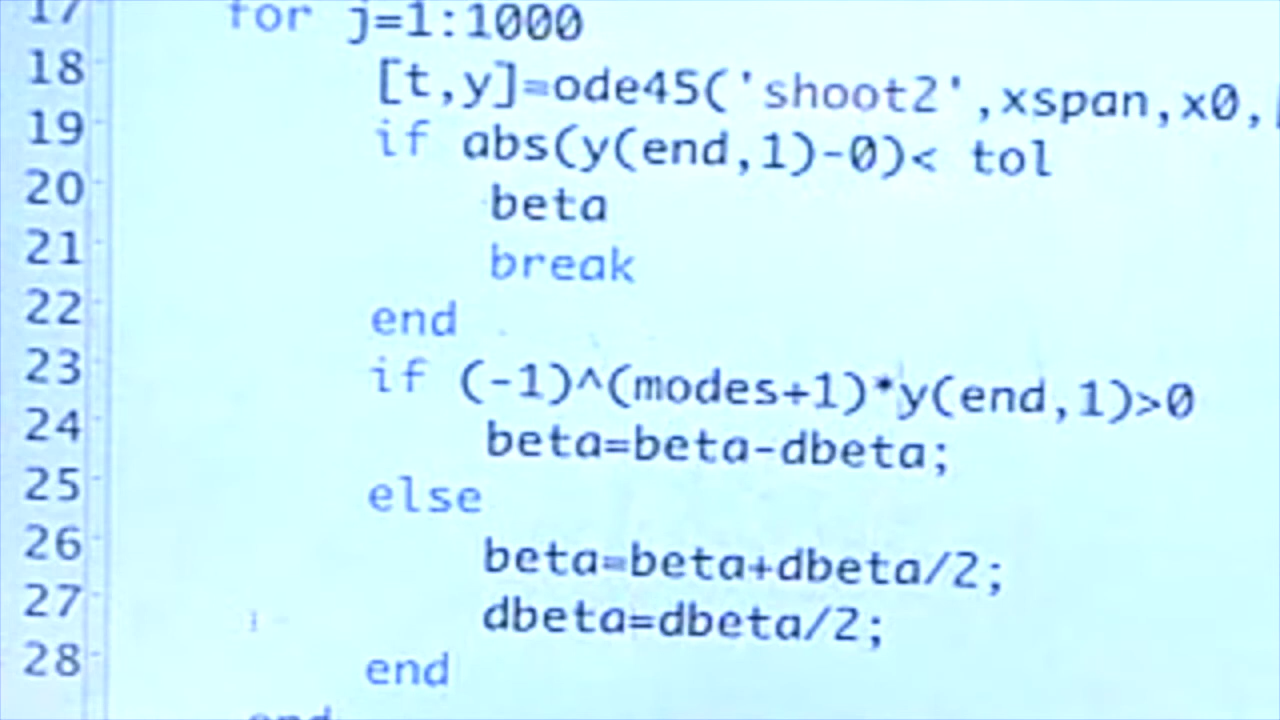 17 for j=1:1000
18 [t,y]=ode45('shoot2',xspan,x0,
19 if abs(y(end,1)-0)< tol
20 beta
21 break
22 end
23 if (-1)^(modes+1)*y(end,1)>0
24 beta=beta-dbeta;
25 else
26 beta=beta+dbeta/2;
27 dbeta=dbeta/2;
28 end
end